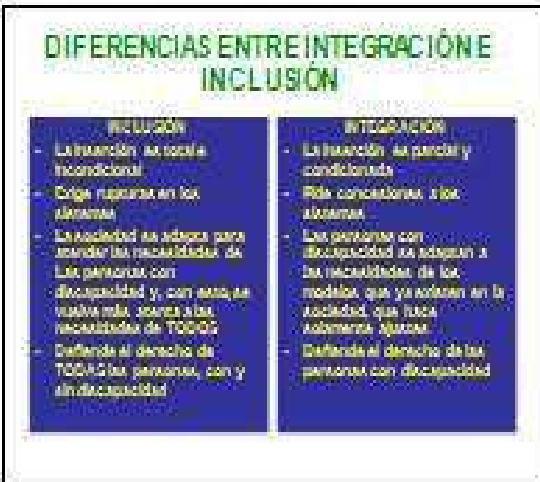 DIFERENCIAS ENTRE INTEGRACIÓN E
INCLUSIÓN
INCLUSIÓN
- La inserción es total e
incondicional
- Exige rupturas en los
sistemas
- La sociedad se adapta para
atender las necesidades de
las personas con
discapacidad y, con esto, se
vuelve más atenta a las
necesidades de TODOS
- Defiende el derecho de
TODAS las personas, con y
sin discapacidad
INTEGRACIÓN
- La inserción es parcial y
condicionada
- Pide concesiones a los
sistemas
- Las personas con
discapacidad se adaptan a
las necesidades de los
modelos que ya existen en la
sociedad, que hace
solamente ajustes
- Defiende el derecho de las
personas con discapacidad